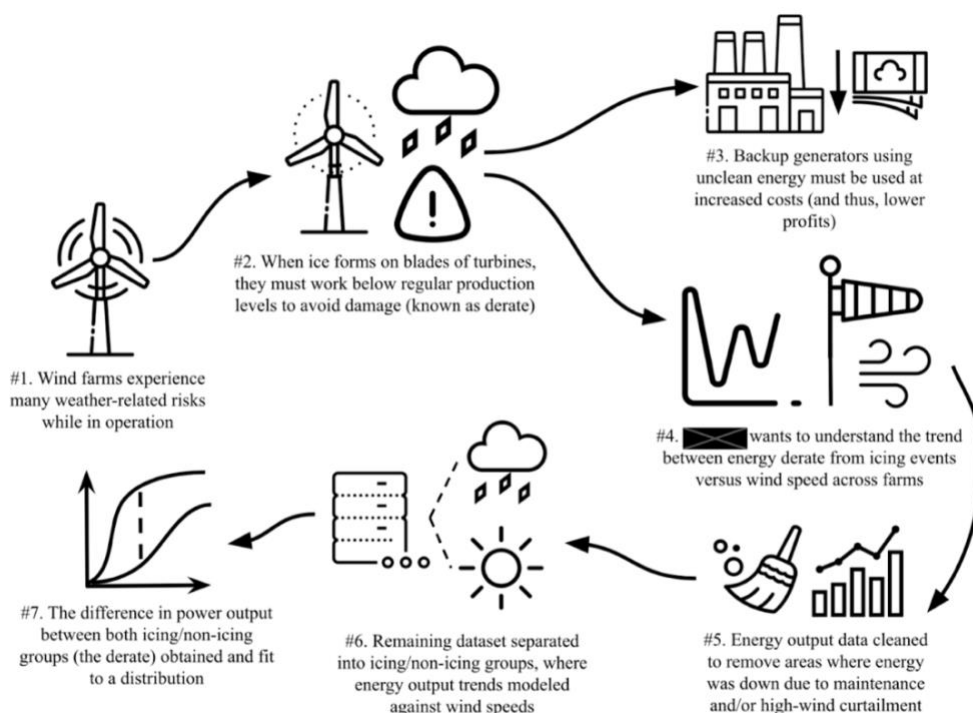 #1. Wind farms experience
many weather-related risks
while in operation
#2. When ice forms on blades of turbines,
they must work below regular production
levels to avoid damage (known as derate)
#3. Backup generators using
unclean energy must be used at
increased costs (and thus, lower
profits)
#4. wants to understand the trend
between energy derate from icing events
versus wind speed across farms
#5. Energy output data cleaned
to remove areas where energy
was down due to maintenance
and/or high-wind curtailment
#6. Remaining dataset separated
into icing/non-icing groups, where
energy output trends modeled
against wind speeds
#7. The difference in power output
between both icing/non-icing
groups (the derate) obtained and fit
to a distribution